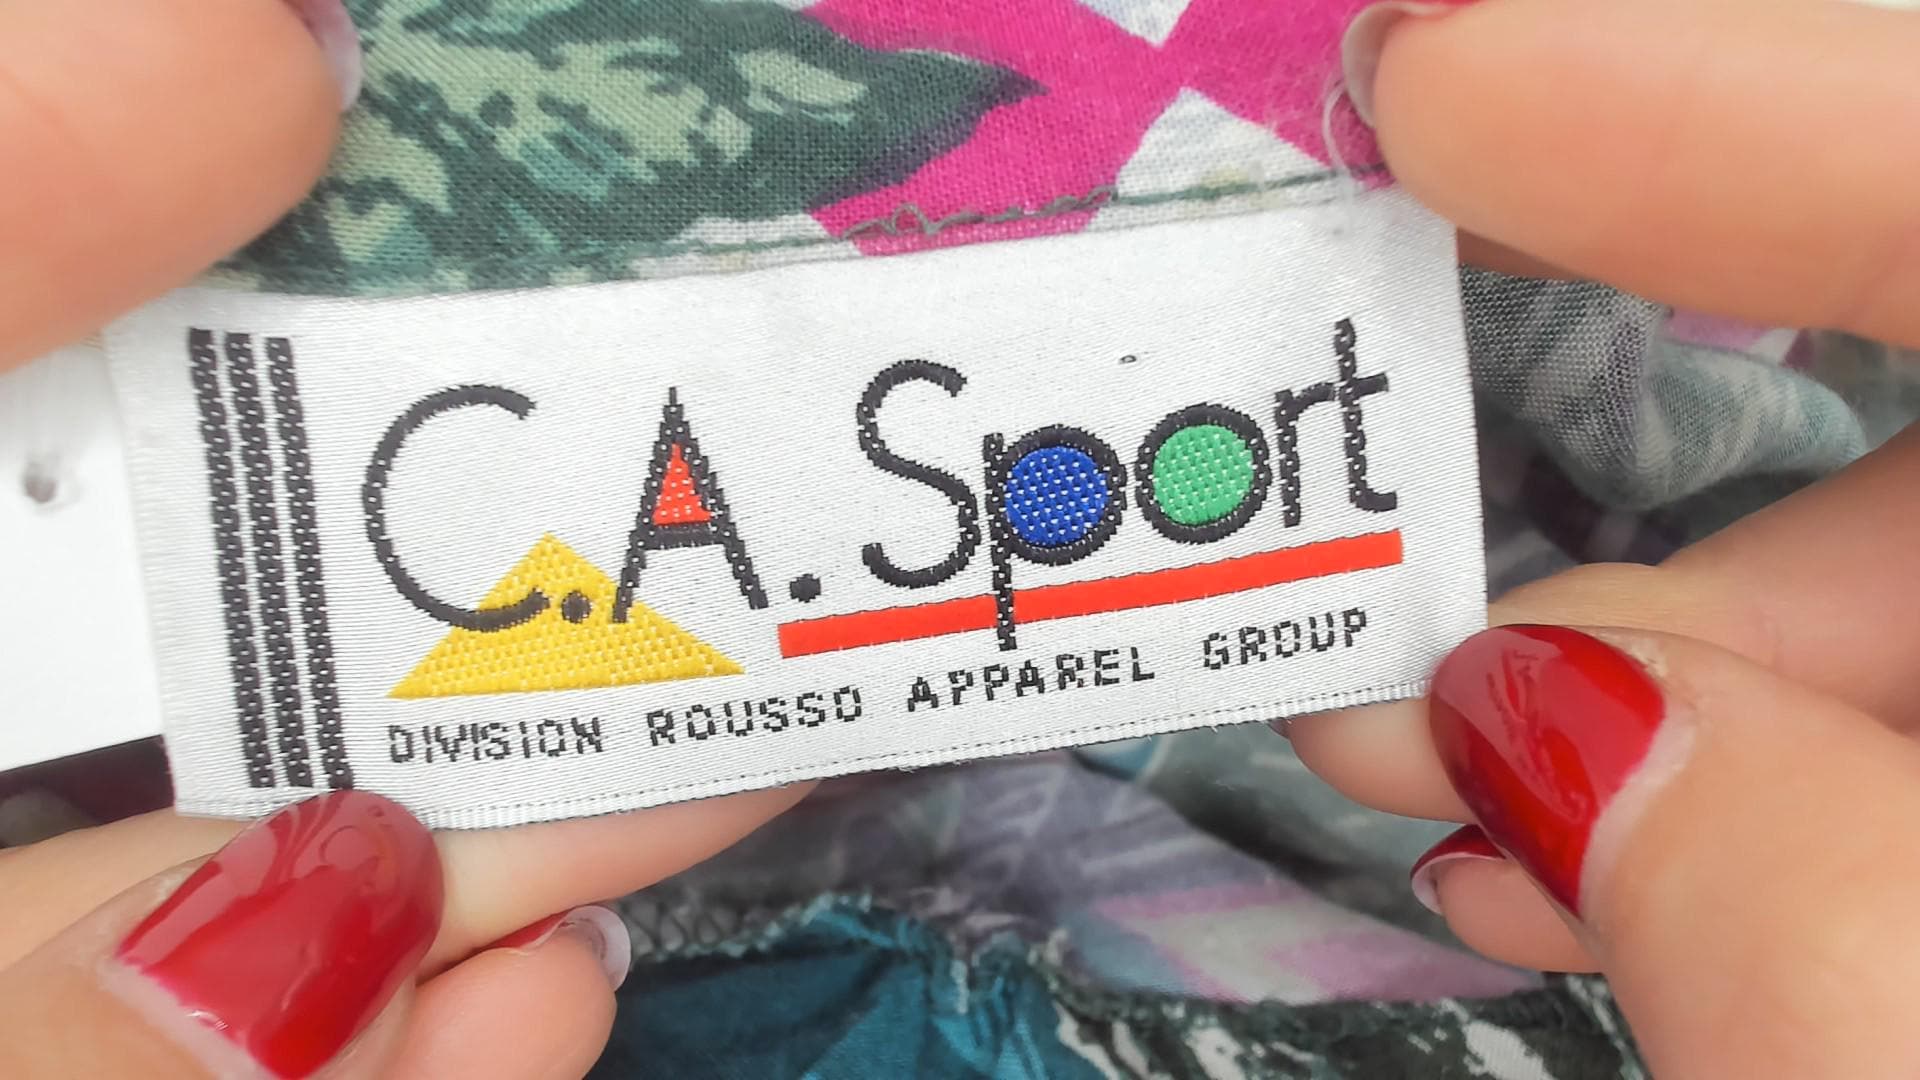 C.A. Sport
DIVISION ROUSSO APPAREL GROUP